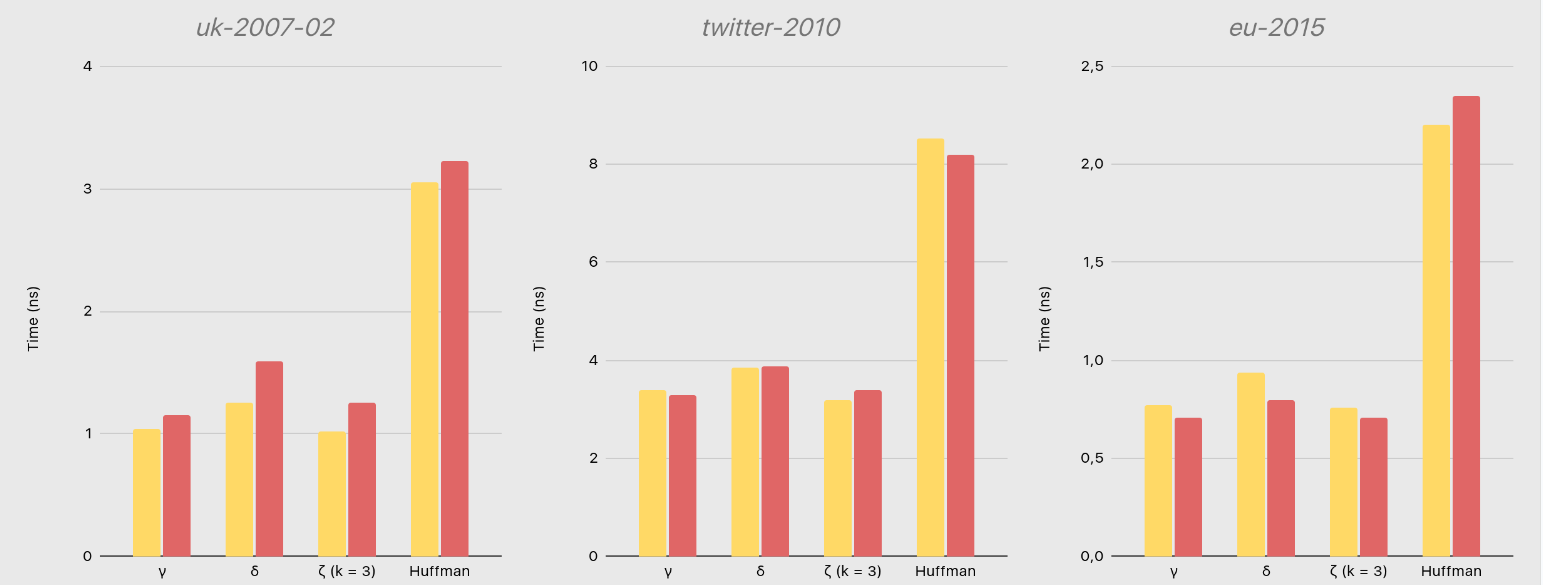 uk-2007-02
4
3
2
1
0
Time (ns)
γ δ ζ (k = 3) Huffman
twitter-2010
10
8
6
4
2
0
Time (ns)
γ δ ζ (k = 3) Huffman
eu-2015
2,5
2,0
1,5
1,0
0,5
0,0
Time (ns)
γ δ ζ (k = 3) Huffman